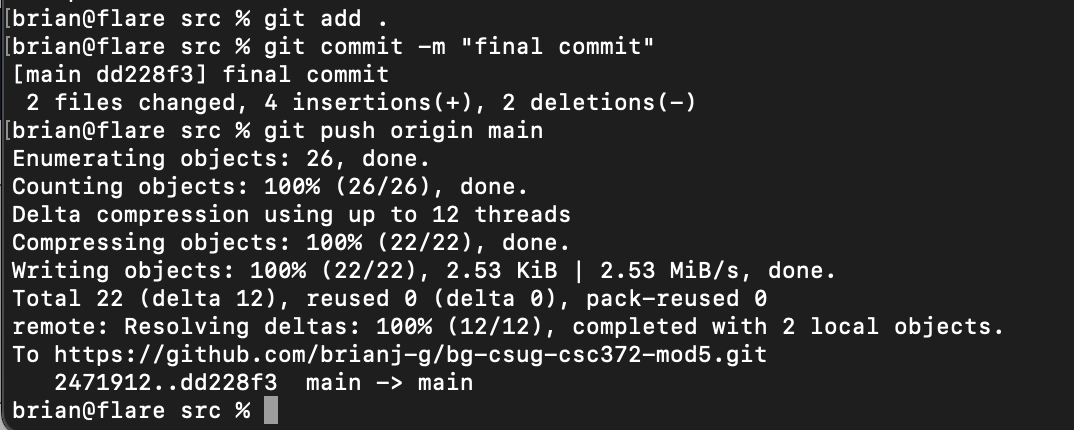 [brian@flare src % git add .
[brian@flare src % git commit -m "final commit"
[main dd228f3] final commit
 2 files changed, 4 insertions(+), 2 deletions(-)
[brian@flare src % git push origin main
Enumerating objects: 26, done.
Counting objects: 100% (26/26), done.
Delta compression using up to 12 threads
Compressing objects: 100% (22/22), done.
Writing objects: 100% (22/22), 2.53 KiB | 2.53 MiB/s, done.
Total 22 (delta 12), reused 0 (delta 0), pack-reused 0
remote: Resolving deltas: 100% (12/12), completed with 2 local objects.
To https://github.com/brianj-g/bg-csug-csc372-mod5.git
   2471912..dd228f3  main -> main
brian@flare src %